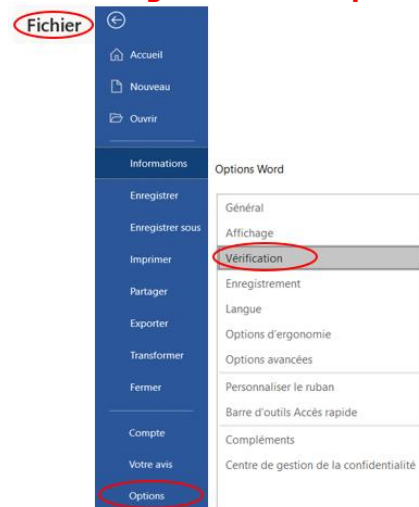 Fichier
Accueil
Nouveau
Ouvrir
Informations
Enregistrer
Enregistrer sous
Imprimer
Partager
Exporter
Transformer
Fermer
Compte
Votre avis
Options
Options Word
Général
Affichage
Vérification
Enregistrement
Langue
Options d'ergonomie
Options avancées
Personnaliser le ruban
Barre d'outils Accès rapide
Compléments
Centre de gestion de la confidentialité